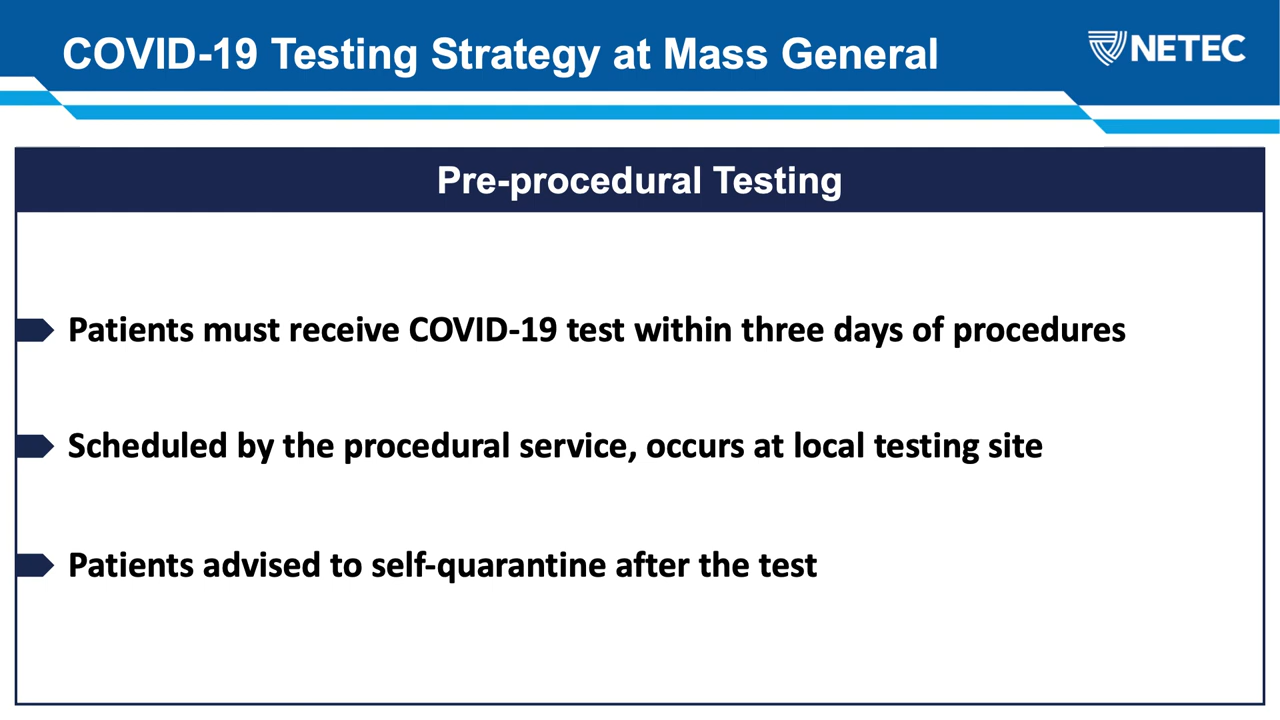 COVID-19 Testing Strategy at Mass General
NETEC
Pre-procedural Testing
Patients must receive COVID-19 test within three days of procedures
Scheduled by the procedural service, occurs at local testing site
Patients advised to self-quarantine after the test